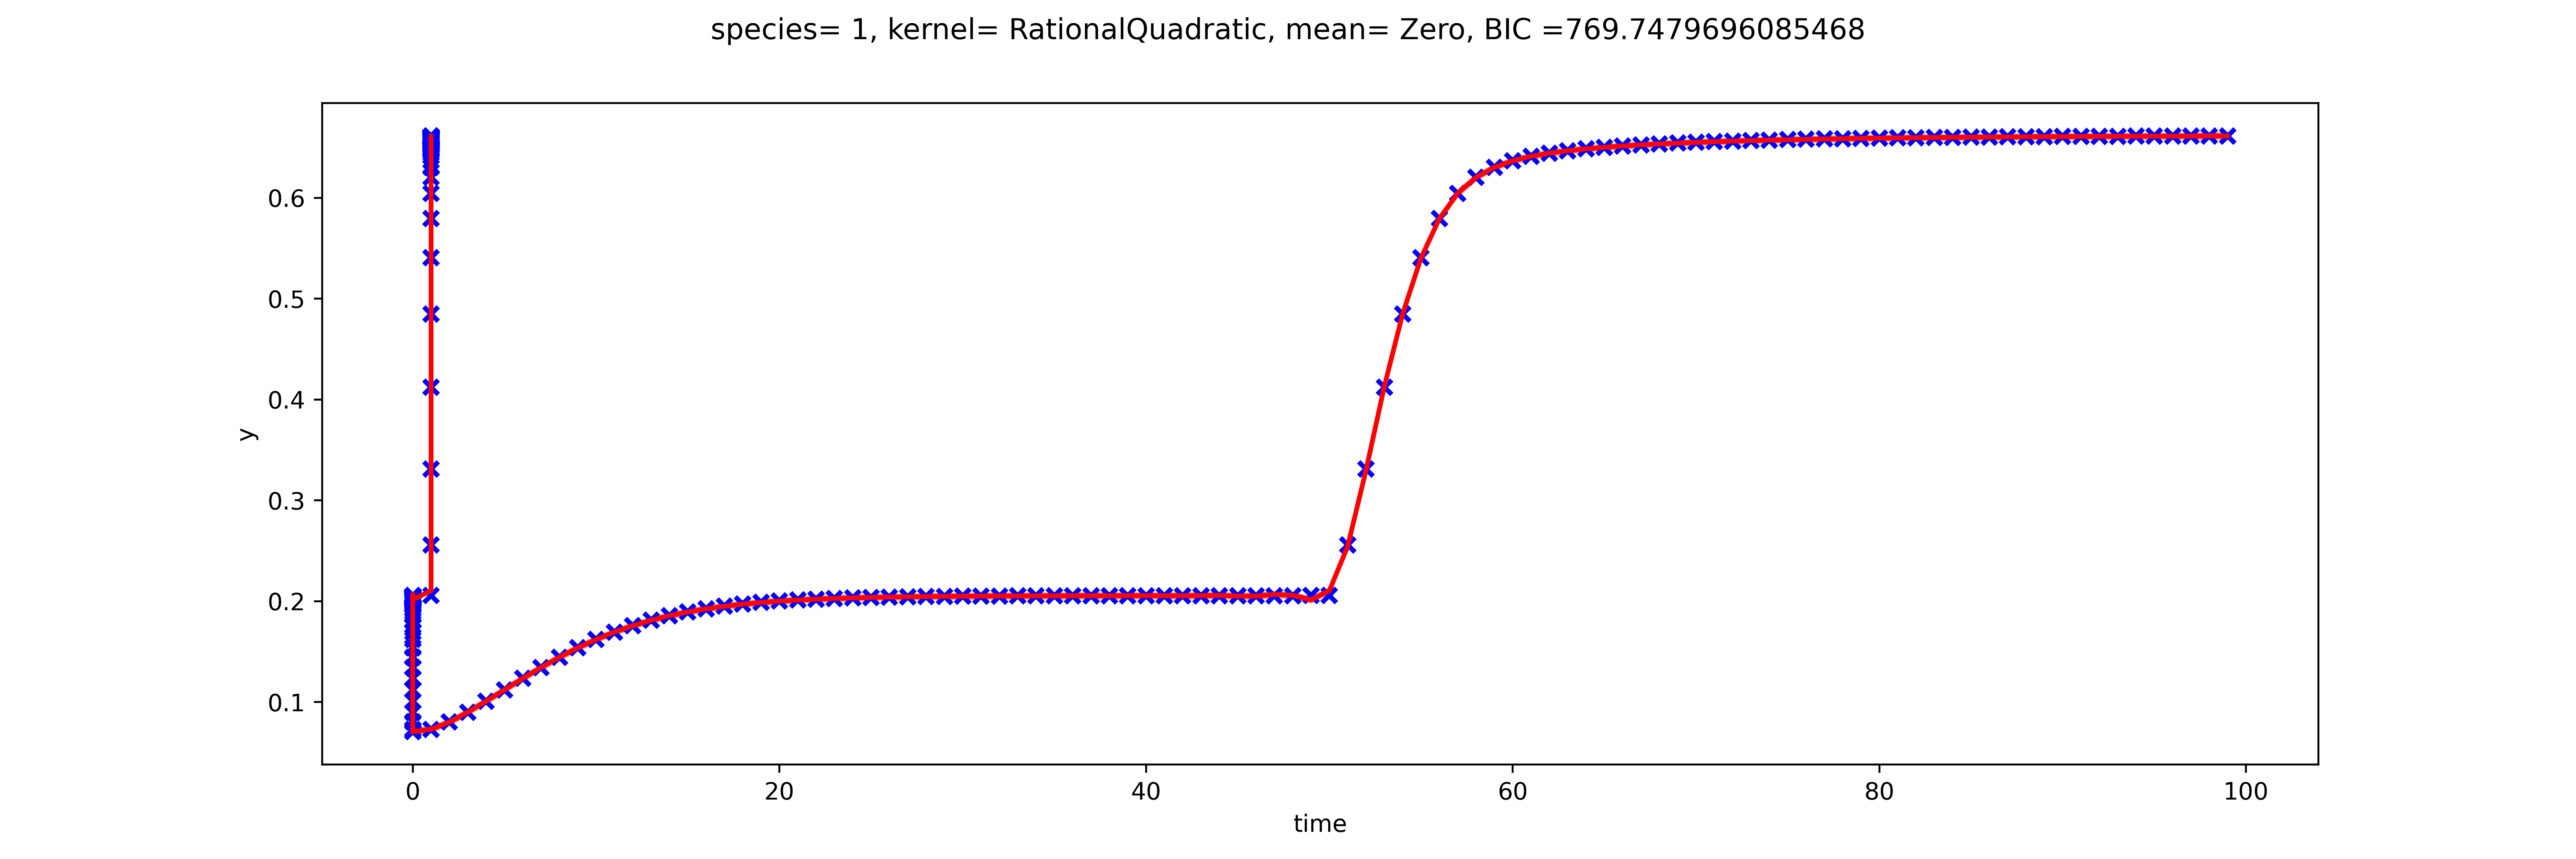 species= 1, kernel= RationalQuadratic, mean= Zero, BIC =769.7479696085468
y
0.6
0.5
0.4
0.3
0.2
0.1
0 20 40 60 80 100
time